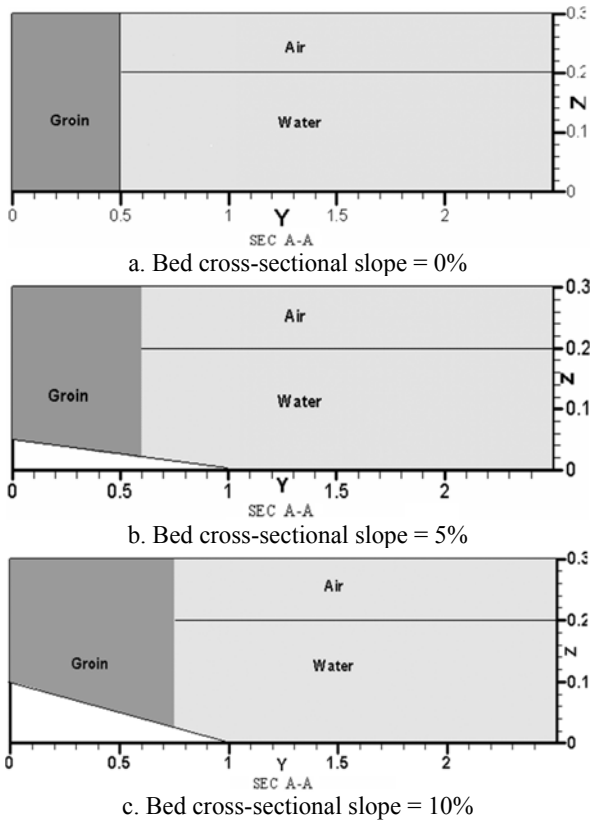 0.3
Air
0.2
Z
Groin
Water
0.1
0
0 0.5 1 Y 1.5 2
SEC A-A
a. Bed cross-sectional slope = 0%
0.3
Air
0.2
Z
Groin
Water
0.1
0
0 0.5 1 Y 1.5 2
SEC A-A
b. Bed cross-sectional slope = 5%
0.3
Air
0.2
Z
Groin
Water
0.1
0
0 0.5 1 Y 1.5 2
SEC A-A
c. Bed cross-sectional slope = 10%